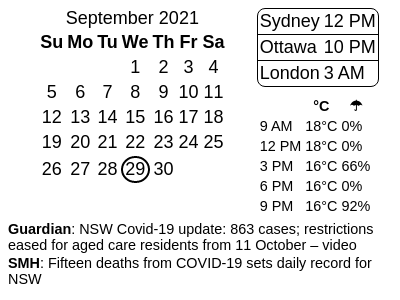 September 2021
Su Mo Tu We Th Fr Sa
1 2 3 4
5 6 7 8 9 10 11
12 13 14 15 16 17 18
19 20 21 22 23 24 25
26 27 28 29 30
Sydney 12 PM
Ottawa 10 PM
London 3 AM
°C ☂
9 AM 18°C 0%
12 PM 18°C 0%
3 PM 16°C 66%
6 PM 16°C 0%
9 PM 16°C 92%
Guardian: NSW Covid-19 update: 863 cases; restrictions
eased for aged care residents from 11 October – video
SMH: Fifteen deaths from COVID-19 sets daily record for
NSW